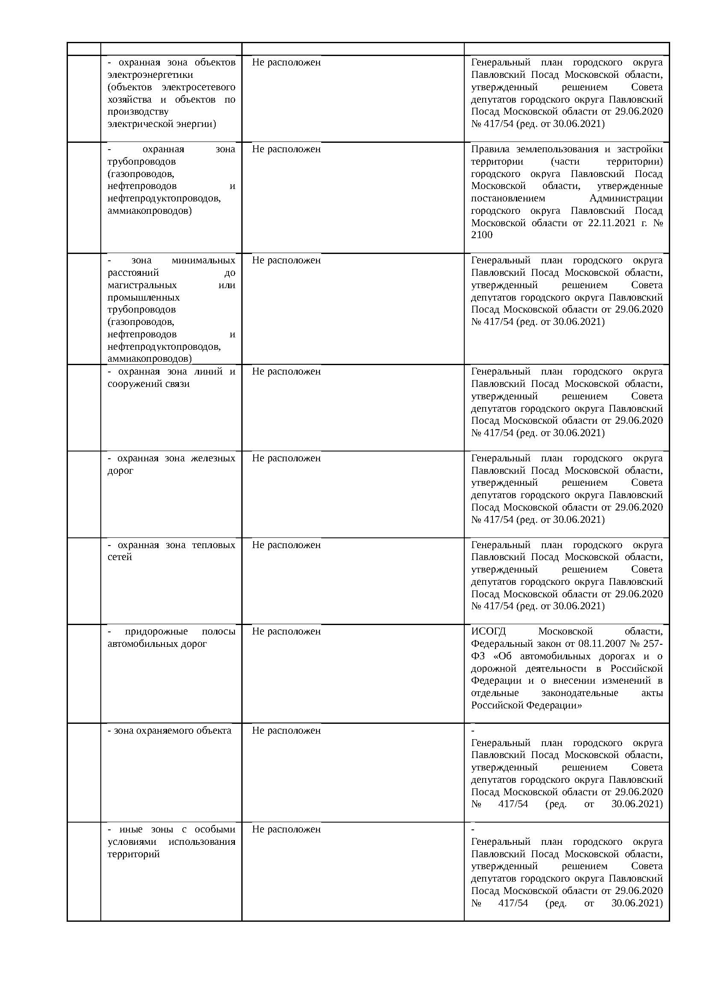 - охранная зона объектов
электроэнергетики
(объектов электросетевого
хозяйства и объектов по
производству
электрической энергии)
Не расположен
Генеральный план городского округа
Павловский Посад Московской области,
утвержденный решением Совета
депутатов городского округа Павловский
Посад Московской области от 29.06.2020
№ 417/54 (ред. от 30.06.2021)
- охранная зона
трубопроводов
(газопроводов,
нефтепроводов и
нефтепродуктопроводов,
аммиакопроводов)
Не расположен
Правила землепользования и застройки
территории (части территории)
городского округа Павловский Посад
Московской области, утвержденные
постановлением Администрации
городского округа Павловский Посад
Московской области от 22.11.2021 г. №
2100
- зона минимальных
расстояний до
магистральных или
промышленных
трубопроводов
(газопроводов,
нефтепроводов и
нефтепродуктопроводов,
аммиакопроводов)
Не расположен
Генеральный план городского округа
Павловский Посад Московской области,
утвержденный решением Совета
депутатов городского округа Павловский
Посад Московской области от 29.06.2020
№ 417/54 (ред. от 30.06.2021)
- охранная зона линий и
сооружений связи
Не расположен
Генеральный план городского округа
Павловский Посад Московской области,
утвержденный решением Совета
депутатов городского округа Павловский
Посад Московской области от 29.06.2020
№ 417/54 (ред. от 30.06.2021)
- охранная зона железных
дорог
Не расположен
Генеральный план городского округа
Павловский Посад Московской области,
утвержденный решением Совета
депутатов городского округа Павловский
Посад Московской области от 29.06.2020
№ 417/54 (ред. от 30.06.2021)
- охранная зона тепловых
сетей
Не расположен
Генеральный план городского округа
Павловский Посад Московской области,
утвержденный решением Совета
депутатов городского округа Павловский
Посад Московской области от 29.06.2020
№ 417/54 (ред. от 30.06.2021)
- придорожные полосы
автомобильных дорог
Не расположен
ИСОГД Московской области,
Федеральный закон от 08.11.2007 № 257-
ФЗ «Об автомобильных дорогах и о
дорожной деятельности в Российской
Федерации и о внесении изменений в
отдельные законодательные акты
Российской Федерации»
- зона охраняемого объекта
Не расположен
-
Генеральный план городского округа
Павловский Посад Московской области,
утвержденный решением Совета
депутатов городского округа Павловский
Посад Московской области от 29.06.2020
№ 417/54 (ред. от 30.06.2021)
- иные зоны с особыми
условиями использования
территорий
Не расположен
-
Генеральный план городского округа
Павловский Посад Московской области,
утвержденный решением Совета
депутатов городского округа Павловский
Посад Московской области от 29.06.2020
№ 417/54 (ред. от 30.06.2021)